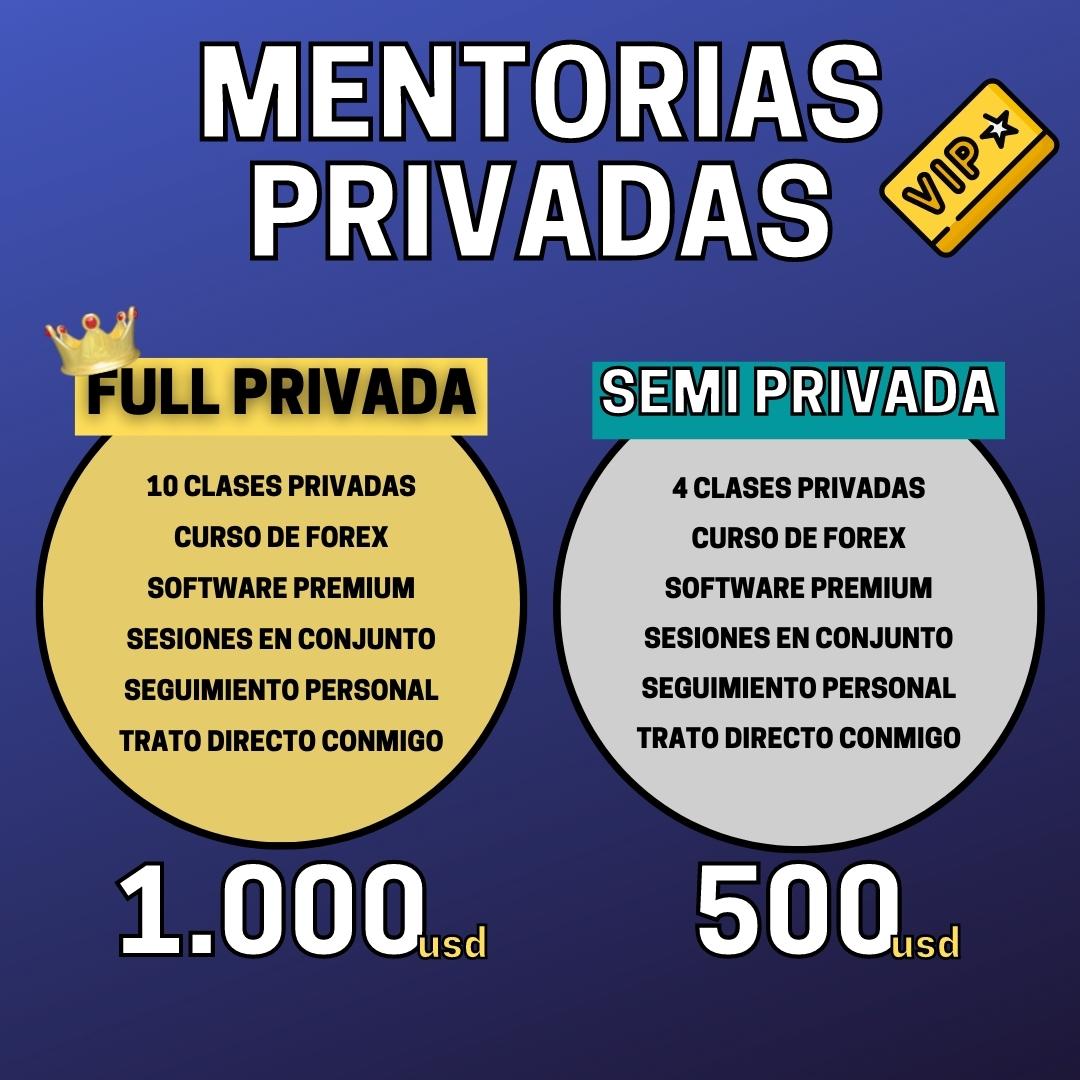 MENTORIAS
PRIVADAS
VIP
FULL PRIVADA
10 CLASES PRIVADAS
CURSO DE FOREX
SOFTWARE PREMIUM
SESIONES EN CONJUNTO
SEGUIMIENTO PERSONAL
TRATO DIRECTO CONMIGO
1.000usd
SEMI PRIVADA
4 CLASES PRIVADAS
CURSO DE FOREX
SOFTWARE PREMIUM
SESIONES EN CONJUNTO
SEGUIMIENTO PERSONAL
TRATO DIRECTO CONMIGO
500usd